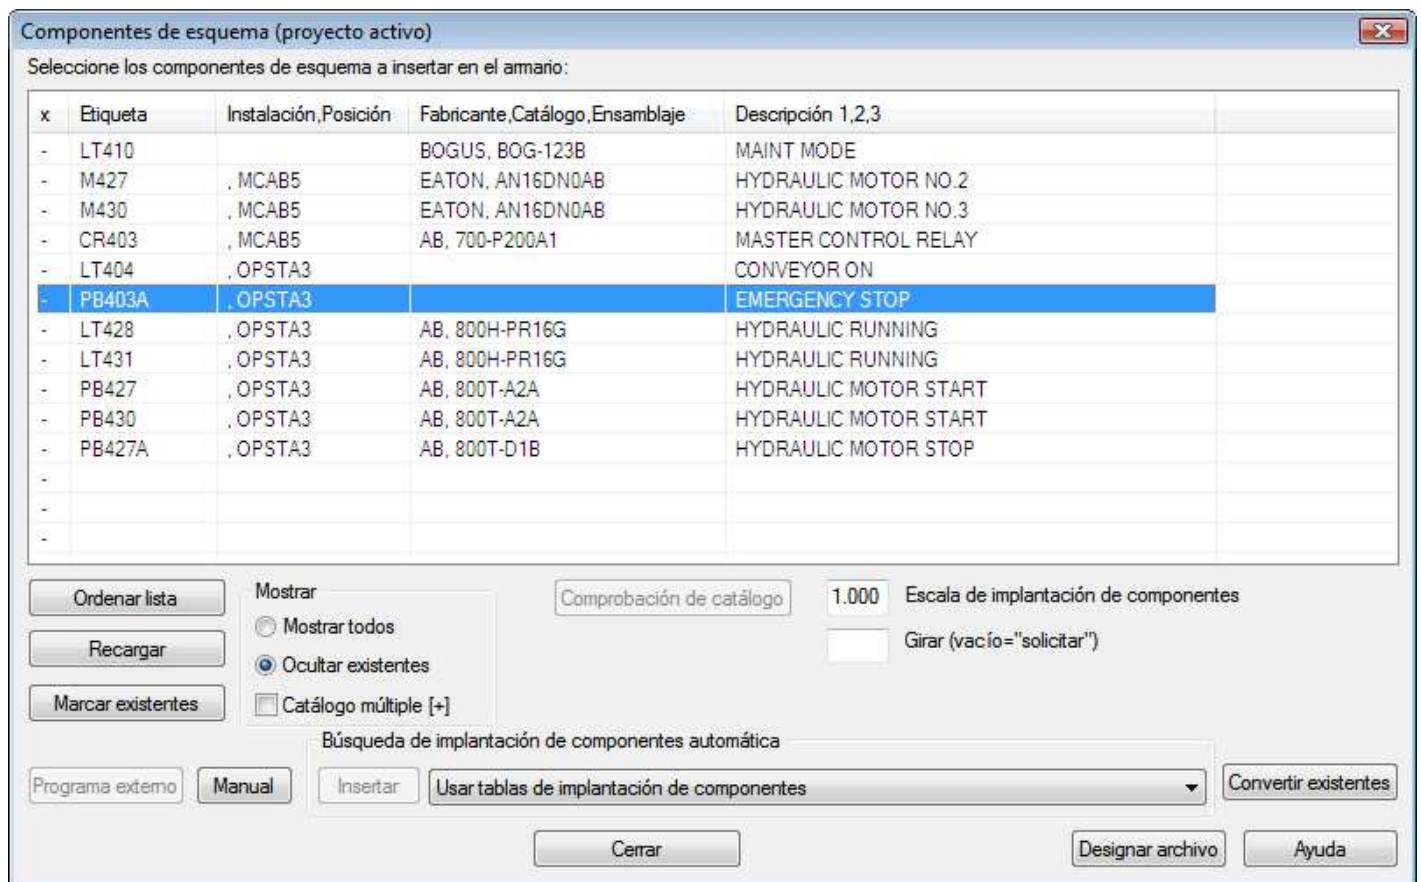 Componentes de esquema (proyecto activo)
Seleccione los componentes de esquema a insertar en el armario:
x Etiqueta Instalación,Posición Fabricante,Catálogo,Ensamblaje Descripción 1,2,3
- LT410 BOGUS, BOG-123B MAINT MODE
- M427 , MCAB5 EATON, AN16DN0AB HYDRAULIC MOTOR NO.2
- M430 , MCAB5 EATON, AN16DN0AB HYDRAULIC MOTOR NO.3
- CR403 , MCAB5 AB, 700-P200A1 MASTER CONTROL RELAY
- LT404 , OPSTA3 CONVEYOR ON
- PB403A , OPSTA3 EMERGENCY STOP
- LT428 , OPSTA3 AB, 800H-PR16G HYDRAULIC RUNNING
- LT431 , OPSTA3 AB, 800H-PR16G HYDRAULIC RUNNING
- PB427 , OPSTA3 AB, 800T-A2A HYDRAULIC MOTOR START
- PB430 , OPSTA3 AB, 800T-A2A HYDRAULIC MOTOR START
- PB427A , OPSTA3 AB, 800T-D1B HYDRAULIC MOTOR STOP
-
-
-
Ordenar lista
Recargar
Marcar existentes
Mostrar
Mostrar todos
Ocultar existentes
Catálogo múltiple [+]
Comprobación de catálogo
1.000 Escala de implantación de componentes
Girar (vacío="solicitar")
Búsqueda de implantación de componentes automática
Programa externo Manual Insertar Usar tablas de implantación de componentes Convertir existentes
Cerrar Designar archivo Ayuda